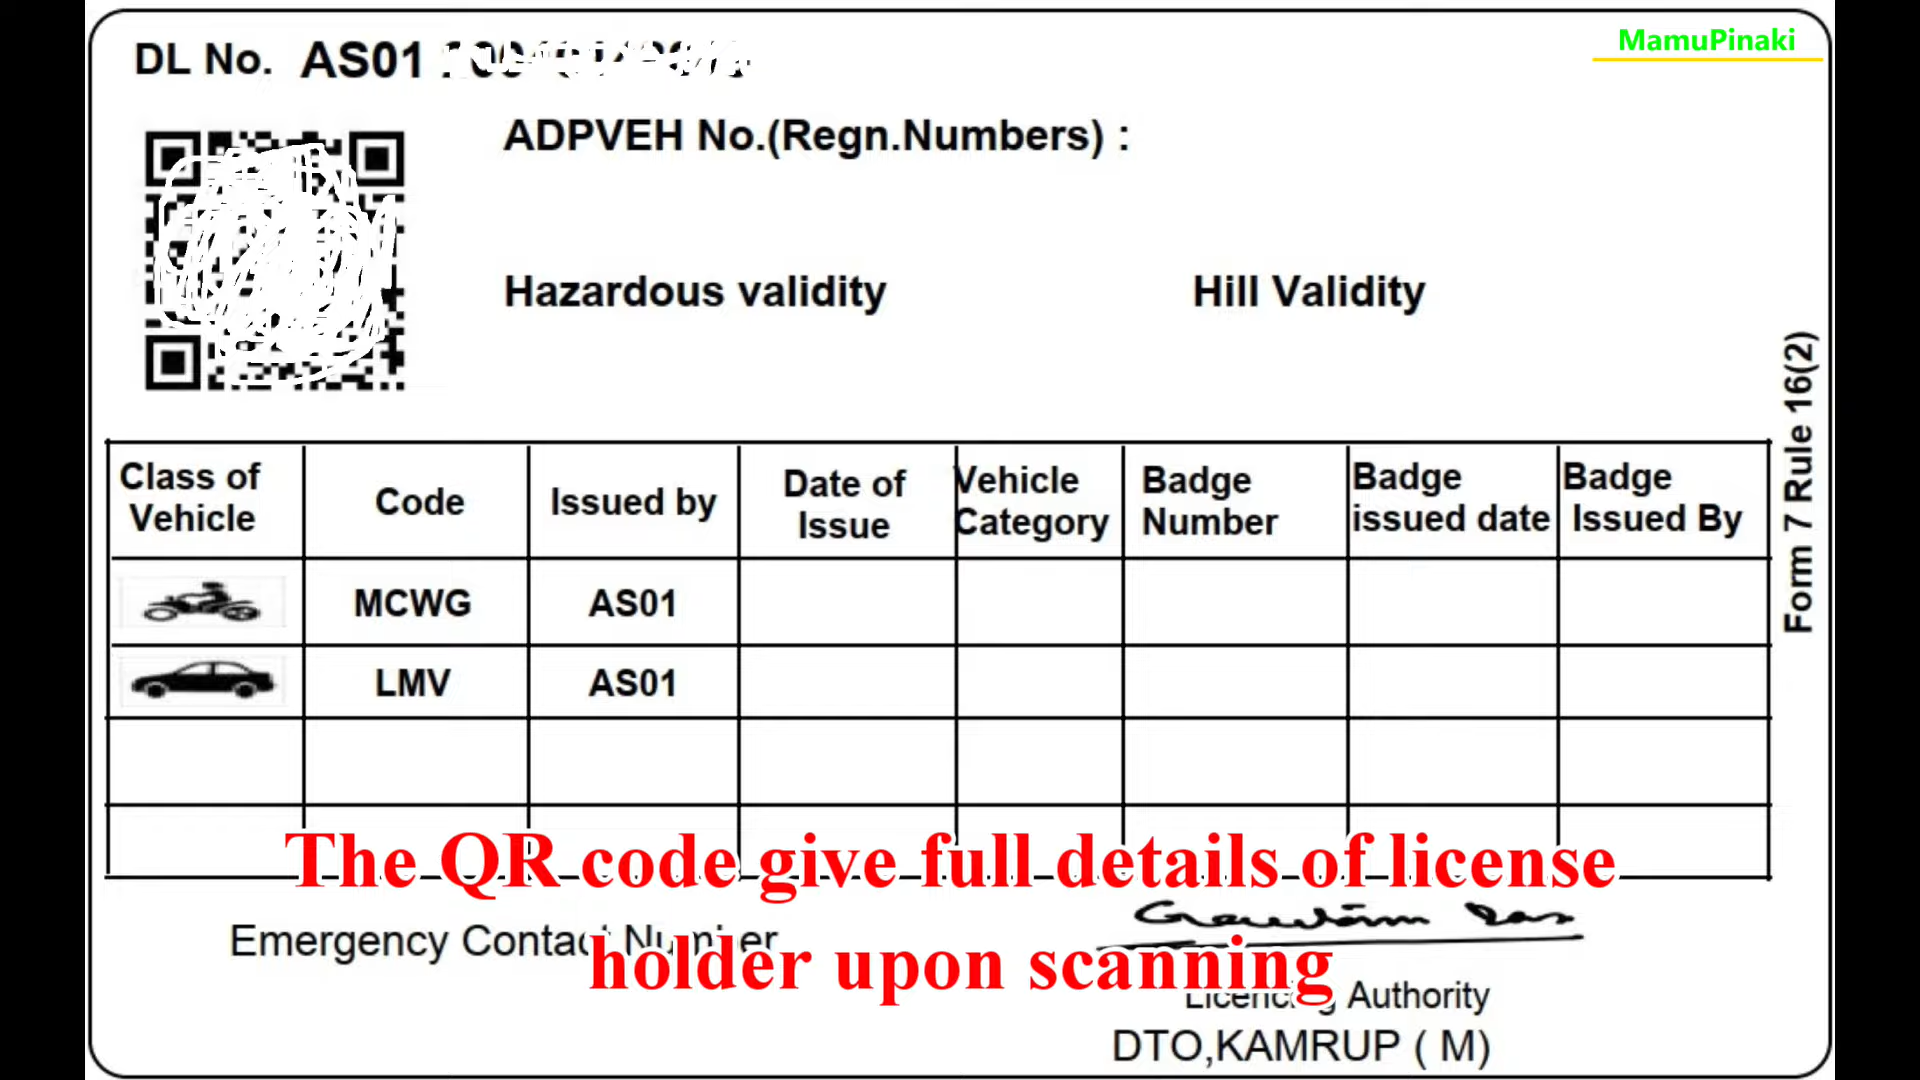 MamuPinaki
DL No. AS01
ADPVEH No.(Regn.Numbers) :
Hazardous validity
Hill Validity
Form 7 Rule 16(2)
Class of Vehicle
Code
Issued by
Date of Issue
Vehicle Category
Badge Number
Badge issued date
Badge Issued By
MCWG
AS01
LMV
AS01
The QR code give full details of license
holder upon scanning
Emergency Contact Number
Licencing Authority
DTO,KAMRUP ( M)